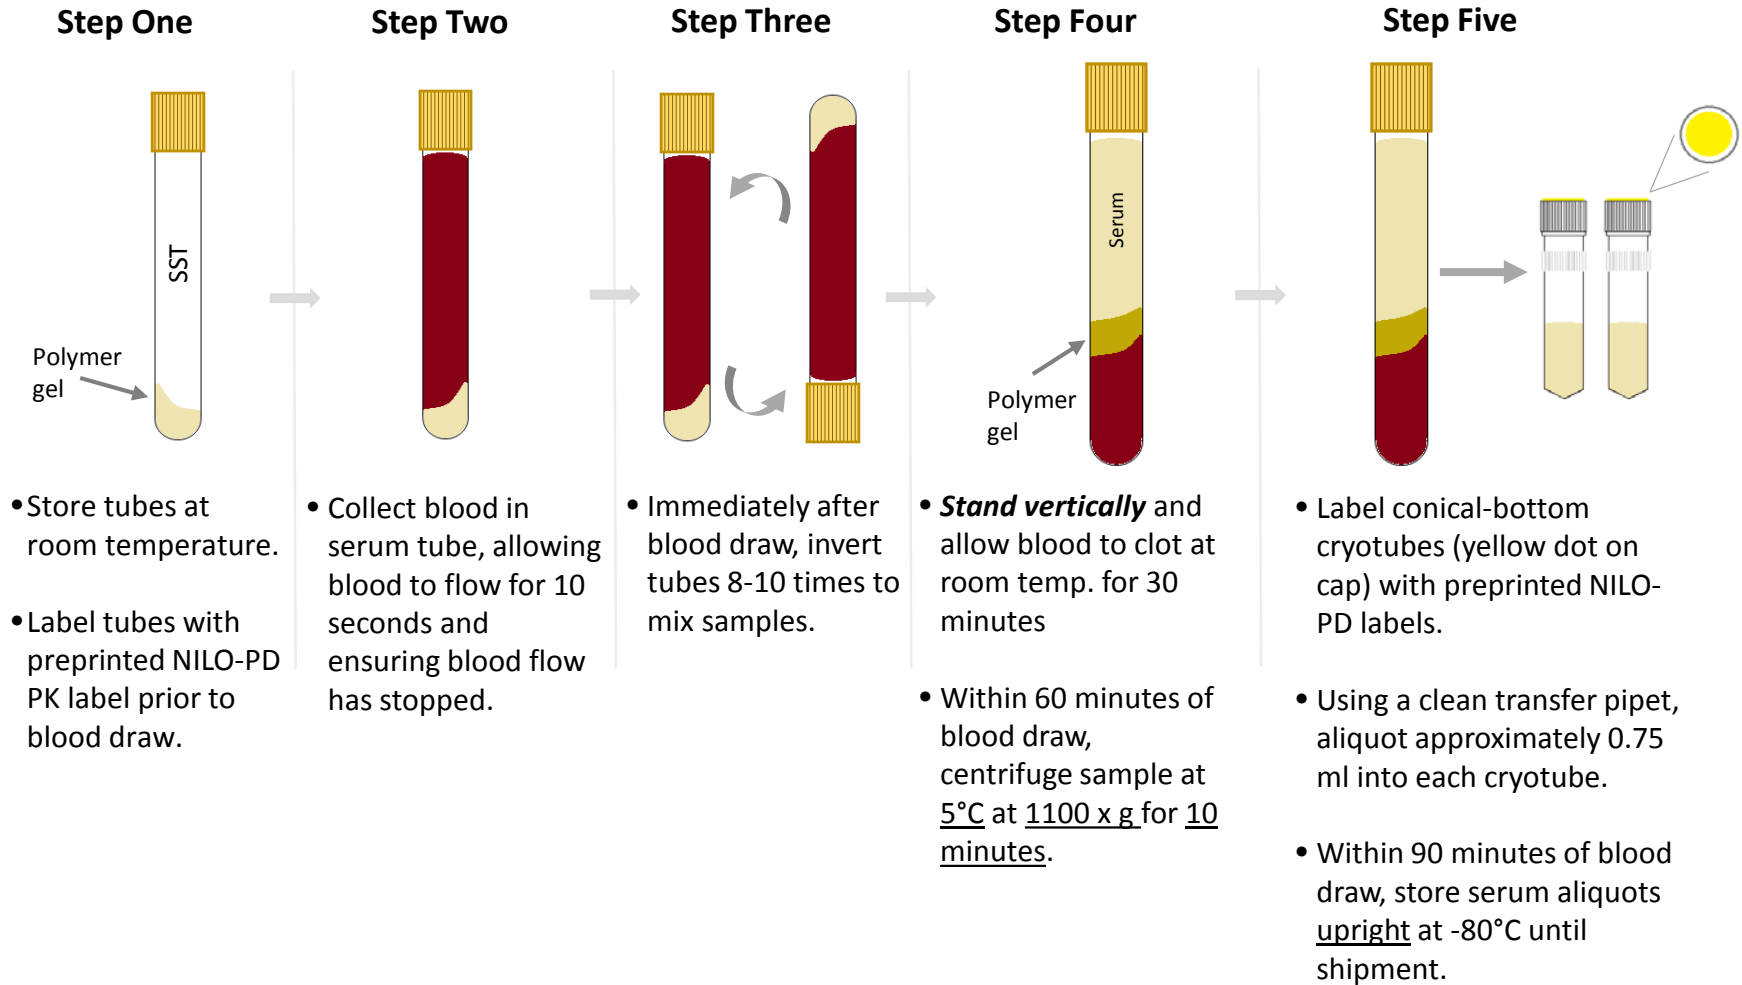 Step One
SST
Polymer
gel
• Store tubes at
room temperature.
• Label tubes with
preprinted NILO-PD
PK label prior to
blood draw.
Step Two
• Collect blood in
serum tube, allowing
blood to flow for 10
seconds and
ensuring blood flow
has stopped.
Step Three
• Immediately after
blood draw, invert
tubes 8-10 times to
mix samples.
Step Four
Serum
Polymer
gel
• Stand vertically and
allow blood to clot at
room temp. for 30
minutes
• Within 60 minutes of
blood draw,
centrifuge sample at
5°C at 1100 x g for 10
minutes.
Step Five
• Label conical-bottom
cryotubes (yellow dot on
cap) with preprinted NILO-
PD labels.
• Using a clean transfer pipet,
aliquot approximately 0.75
ml into each cryotube.
• Within 90 minutes of blood
draw, store serum aliquots
upright at -80°C until
shipment.